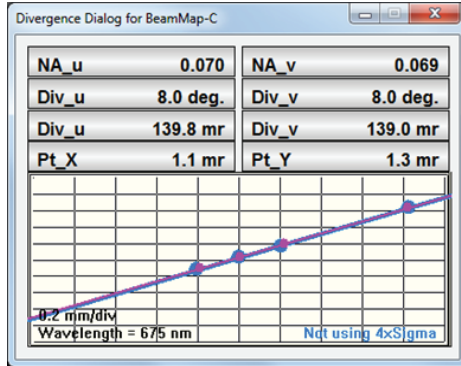 Divergence Dialog for BeamMap-C
NA_u 0.070 NA_v 0.069
Div_u 8.0 deg. Div_v 8.0 deg.
Div_u 139.8 mr Div_v 139.0 mr
Pt_X 1.1 mr Pt_Y 1.3 mr
0.2 mm/div
Wavelength = 675 nm Not using 4xSigma